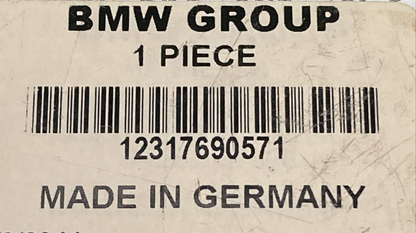 BMW GROUP
1 PIECE
12317690571
MADE IN GERMANY